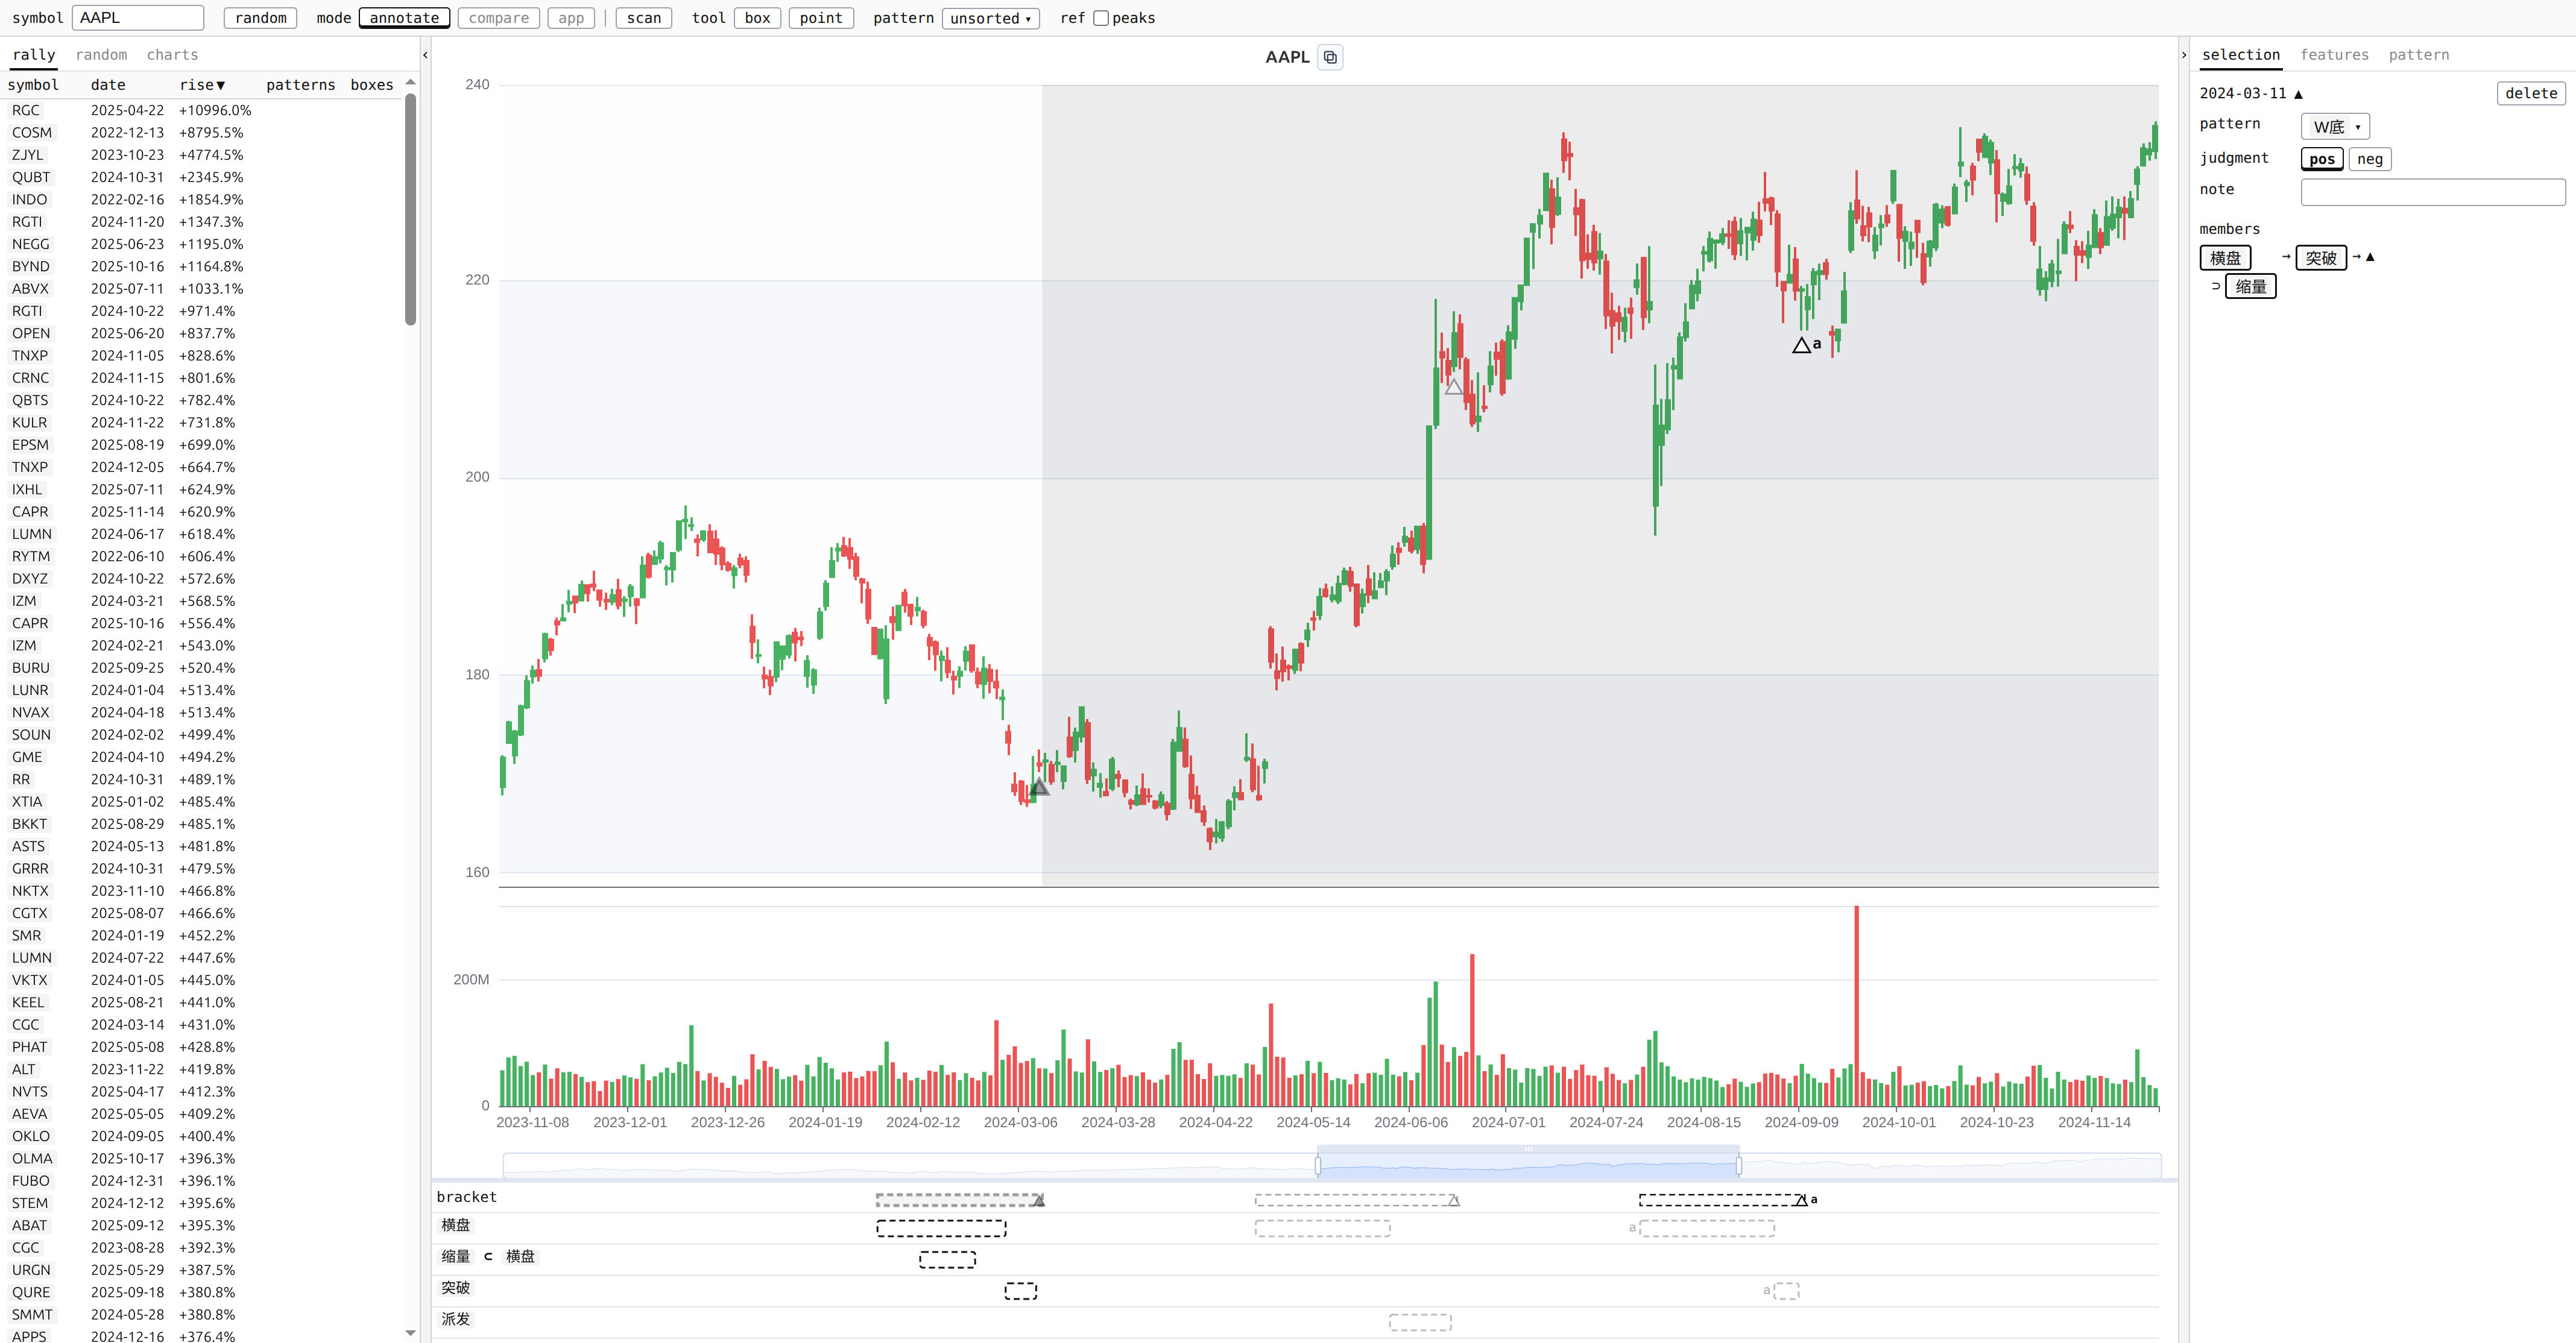 symbol AAPL random mode annotate compare app | scan tool box point pattern unsorted ▾ ref peaks
rally random charts
symbol date rise▼ patterns boxes
RGC 2025-04-22 +10996.0%
COSM 2022-12-13 +8795.5%
ZJYL 2023-10-23 +4774.5%
QUBT 2024-10-31 +2345.9%
INDO 2022-02-16 +1854.9%
RGTI 2024-11-20 +1347.3%
NEGG 2025-06-23 +1195.0%
BYND 2025-10-16 +1164.8%
ABVX 2025-07-11 +1033.1%
RGTI 2024-10-22 +971.4%
OPEN 2025-06-20 +837.7%
TNXP 2024-11-05 +828.6%
CRNC 2024-11-15 +801.6%
QBTS 2024-10-22 +782.4%
KULR 2024-11-22 +731.8%
EPSM 2025-08-19 +699.0%
TNXP 2024-12-05 +664.7%
IXHL 2025-07-11 +624.9%
CAPR 2025-11-14 +620.9%
LUMN 2024-06-17 +618.4%
RYTM 2022-06-10 +606.4%
DXYZ 2024-10-22 +572.6%
IZM 2024-03-21 +568.5%
CAPR 2025-10-16 +556.4%
IZM 2024-02-21 +543.0%
BURU 2025-09-25 +520.4%
LUNR 2024-01-04 +513.4%
NVAX 2024-04-18 +513.4%
SOUN 2024-02-02 +499.4%
GME 2024-04-10 +494.2%
RR 2024-10-31 +489.1%
XTIA 2025-01-02 +485.4%
BKKT 2025-08-29 +485.1%
ASTS 2024-05-13 +481.8%
GRRR 2024-10-31 +479.5%
NKTX 2023-11-10 +466.8%
CGTX 2025-08-07 +466.6%
SMR 2024-01-19 +452.2%
LUMN 2024-07-22 +447.6%
VKTX 2024-01-05 +445.0%
KEEL 2025-08-21 +441.0%
CGC 2024-03-14 +431.0%
PHAT 2025-05-08 +428.8%
ALT 2023-11-22 +419.8%
NVTS 2025-04-17 +412.3%
AEVA 2025-05-05 +409.2%
OKLO 2024-09-05 +400.4%
OLMA 2025-10-17 +396.3%
FUBO 2024-12-31 +396.1%
STEM 2024-12-12 +395.6%
ABAT 2025-09-12 +395.3%
CGC 2023-08-28 +392.3%
URGN 2025-05-29 +387.5%
QURE 2025-09-18 +380.8%
SMMT 2024-05-28 +380.8%
APPS 2024-12-16 +376.4%
AAPL
240
220
200
180
160
a
200M
0
2023-11-08 2023-12-01 2023-12-26 2024-01-19 2024-02-12 2024-03-06 2024-03-28 2024-04-22 2024-05-14 2024-06-06 2024-07-01 2024-07-24 2024-08-15 2024-09-09 2024-10-01 2024-10-23 2024-11-14
bracket a
横盘 a
缩量 ⊂ 横盘
突破 a
派发
selection features pattern
2024-03-11 ▲ delete
pattern W底 ▾
judgment pos neg
note
members
横盘 → 突破 → ▲
⊃ 缩量